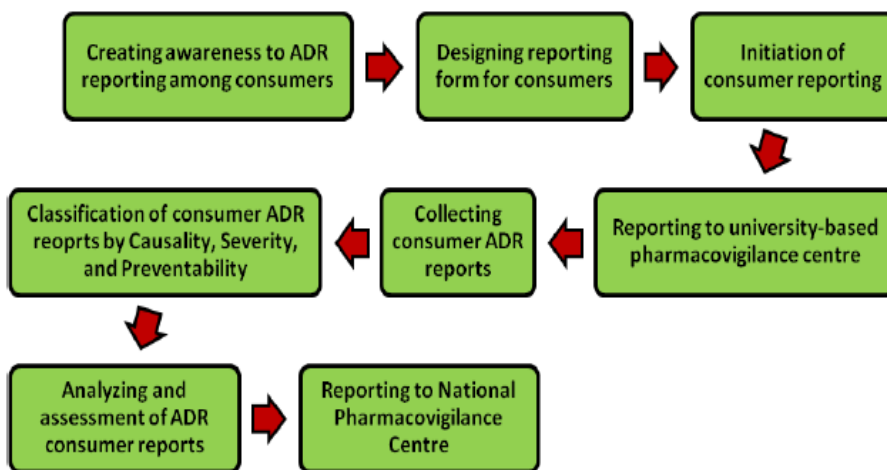 Creating awareness to ADR
reporting among consumers
Designing reporting
form for consumers
Initiation of
consumer reporting
Reporting to university-based
pharmacovigilance centre
Collecting
consumer ADR
reports
Classification of consumer ADR
reoprts by Causality, Severity,
and Preventability
Analyzing and
assessment of ADR
consumer reports
Reporting to National
Pharmacovigilance
Centre